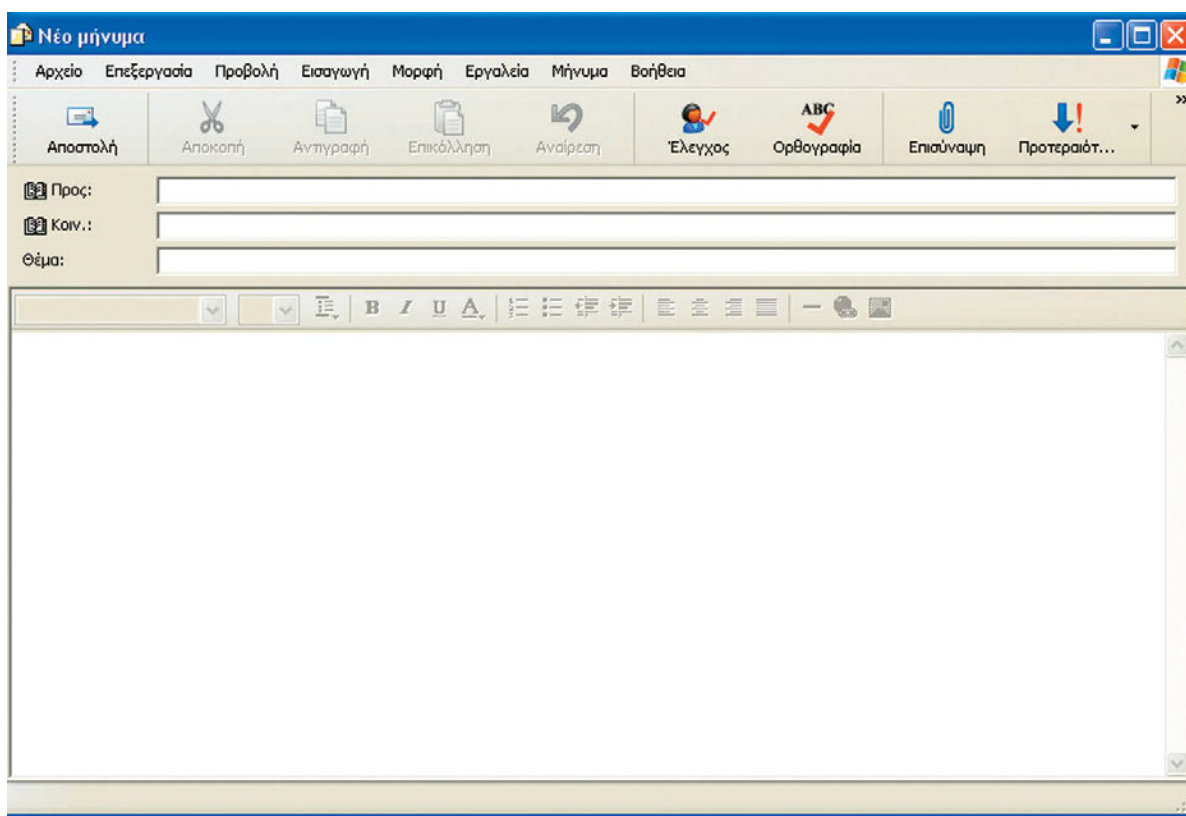 Νέο μήνυμα
Αρχείο Επεξεργασία Προβολή Εισαγωγή Μορφή Εργαλεία Μήνυμα Βοήθεια
ABC
Αποστολή Αποκοπή Αντιγραφή Επικόλληση Αναίρεση Έλεγχος Ορθογραφία Επισύναψη Προτεραιότ...
Προς:
Κοιν.:
Θέμα:
B I U A